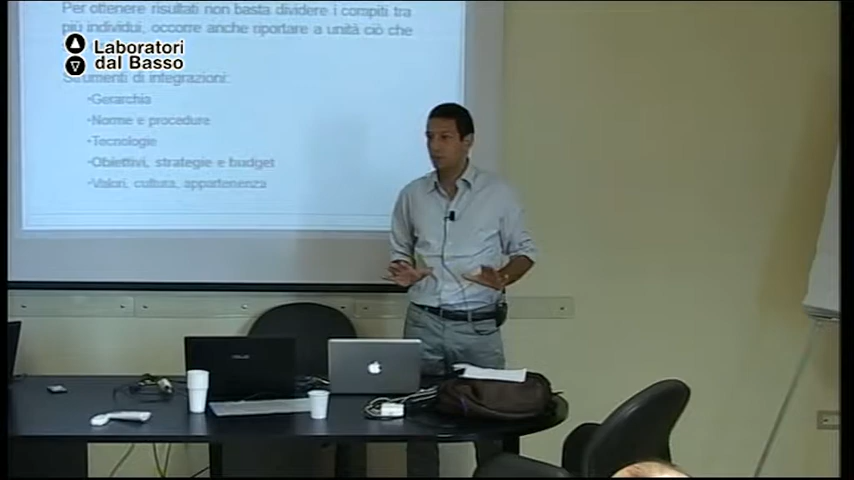 Per ottenere risultati non basta dividere i compiti tra
più individui, occorre anche riportare a unità ciò che
Laboratori
dal Basso
Strumenti di integrazioni:
•Gerarchia
•Norme e procedure
•Tecnologie
•Obiettivi, strategie e budget
•Valori, cultura, appartenenza